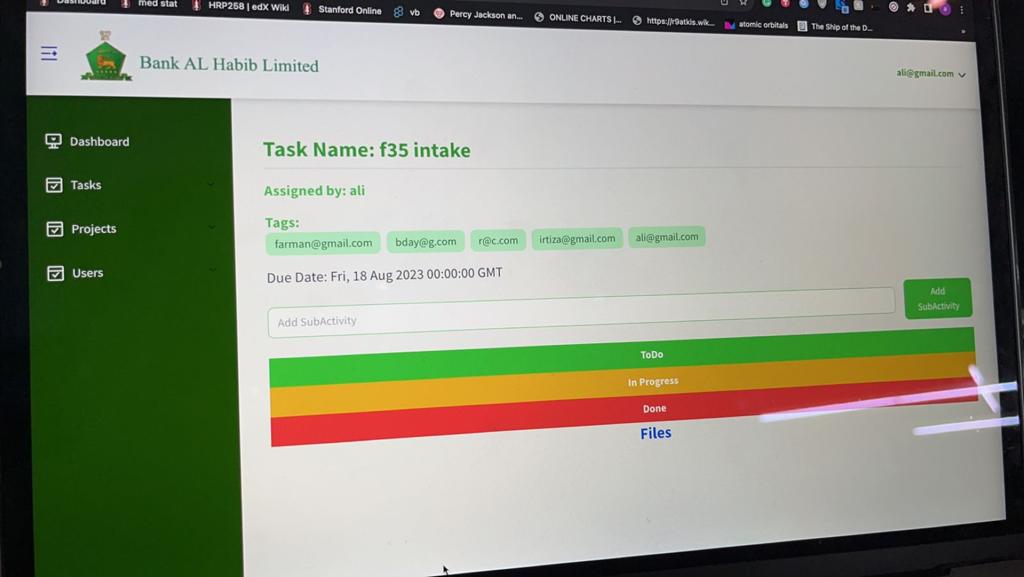 Dashboard med stat HRP258 | edX Wiki Stanford Online vb Percy Jackson an... ONLINE CHARTS |... https://r9atkis.wik... atomic orbitals The Ship of the D...
Bank AL Habib Limited
ali@gmail.com
Dashboard
Tasks
Projects
Users
Task Name: f35 intake
Assigned by: ali
Tags:
farman@gmail.com bday@g.com r@c.com irtiza@gmail.com ali@gmail.com
Due Date: Fri, 18 Aug 2023 00:00:00 GMT
Add SubActivity
Add
SubActivity
ToDo
In Progress
Done
Files